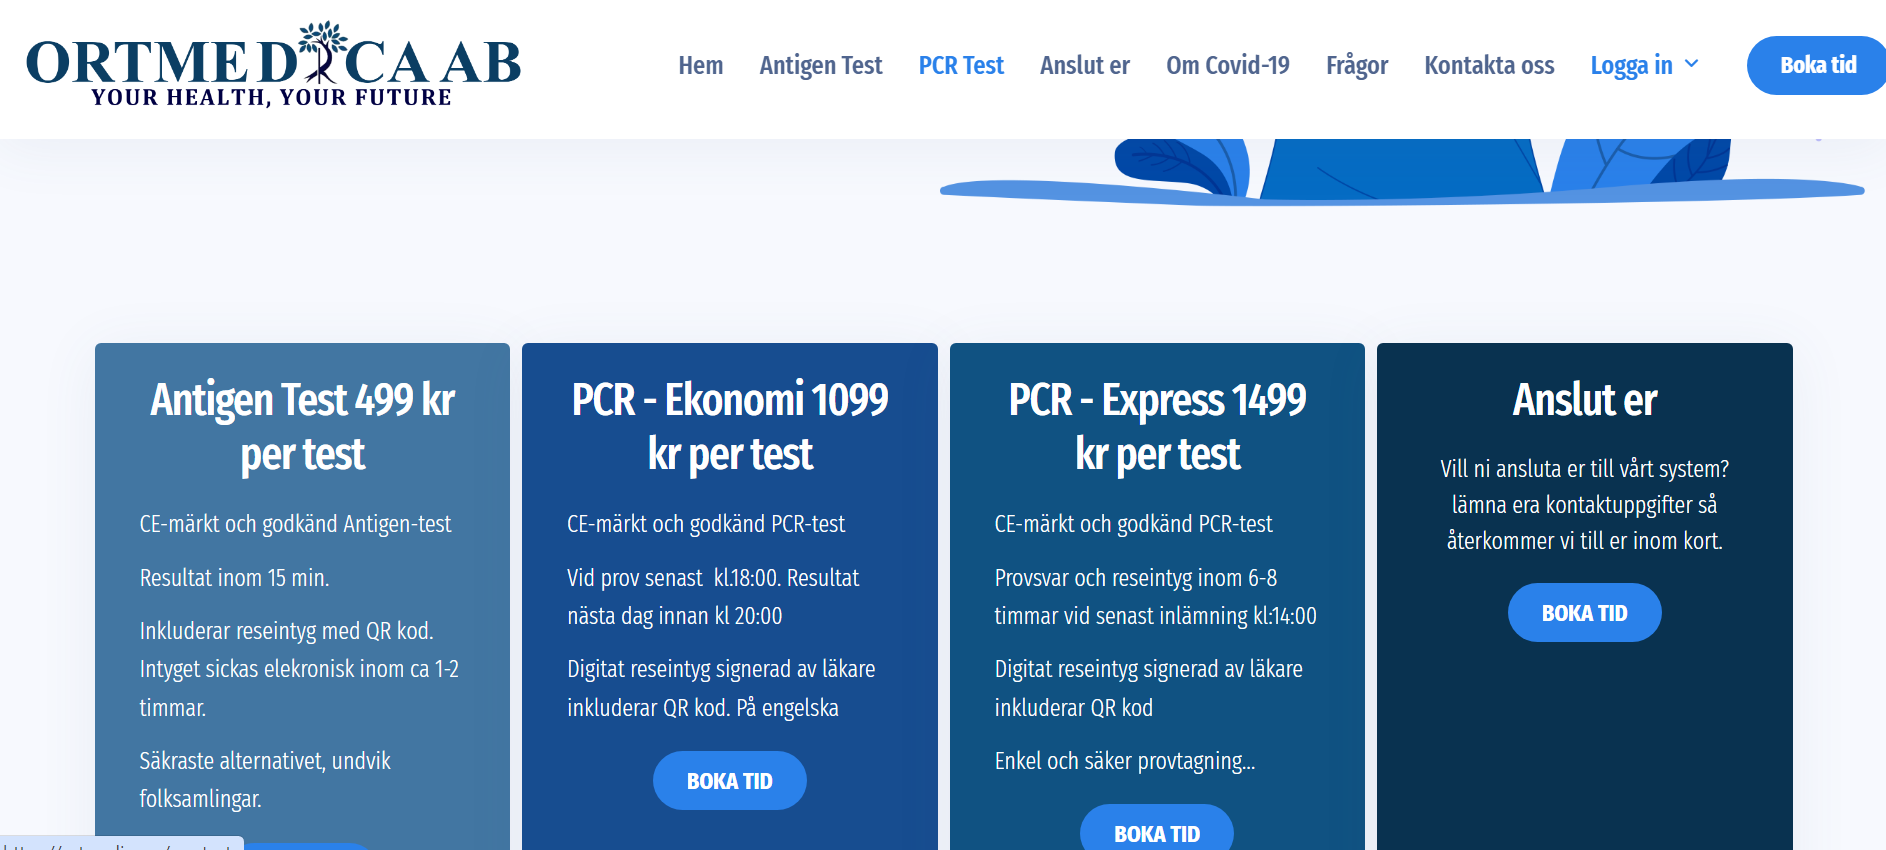 ORTMEDICA AB
YOUR HEALTH, YOUR FUTURE
Hem
Antigen Test
PCR Test
Anslut er
Om Covid-19
Frågor
Kontakta oss
Logga in
Boka tid
Antigen Test 499 kr
per test
CE-märkt och godkänd Antigen-test
Resultat inom 15 min.
Inkluderar reseintyg med QR kod.
Intyget sickas elekronisk inom ca 1-2
timmar.
Säkraste alternativet, undvik
folksamlingar.
PCR - Ekonomi 1099
kr per test
CE-märkt och godkänd PCR-test
Vid prov senast kl.18:00. Resultat
nästa dag innan kl 20:00
Digitat reseintyg signerad av läkare
inkluderar QR kod. På engelska
BOKA TID
PCR - Express 1499
kr per test
CE-märkt och godkänd PCR-test
Provsvar och reseintyg inom 6-8
timmar vid senast inlämning kl:14:00
Digitat reseintyg signerad av läkare
inkluderar QR kod
Enkel och säker provtagning...
BOKA TID
Anslut er
Vill ni ansluta er till vårt system?
lämna era kontaktuppgifter så
återkommer vi till er inom kort.
BOKA TID